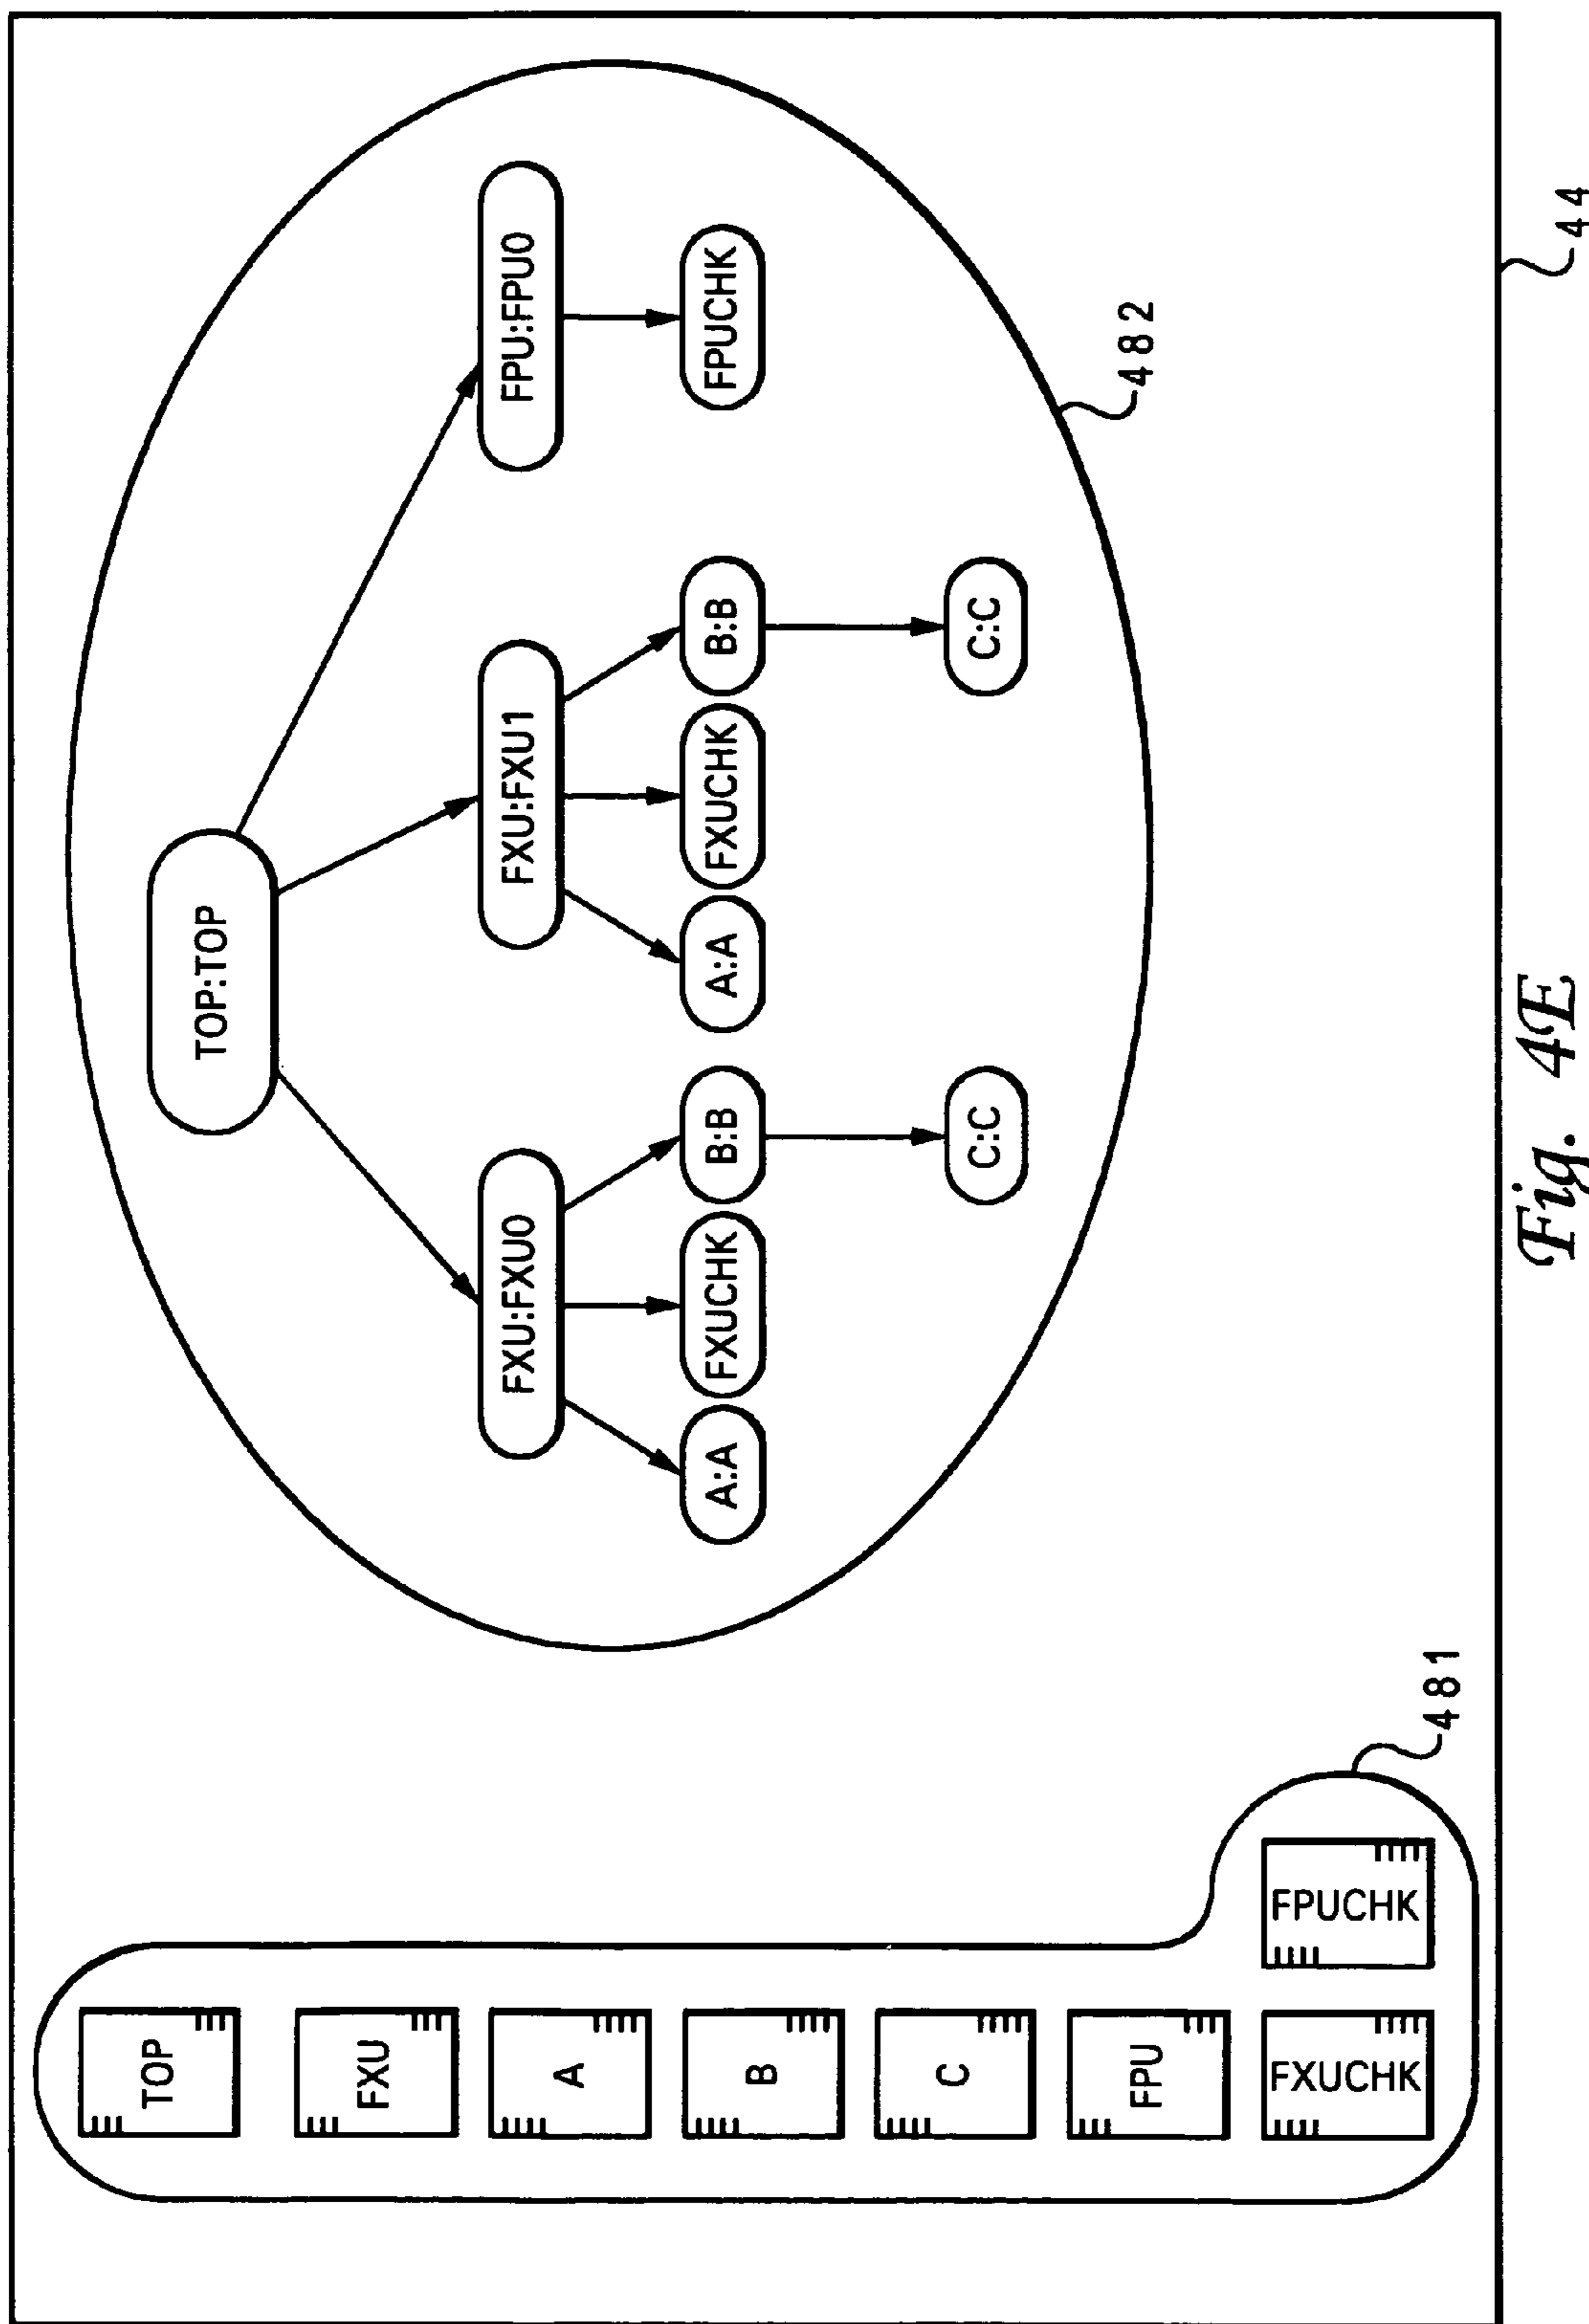 TOP
FXU
A
B
C
FPU
FXUCHK
FPUCHK
481
TOP:TOP
FXU:FXU0
FXU:FXU1
FPU:FPU0
A:A
FXUCHK
B:B
A:A
FXUCHK
B:B
FPUCHK
C:C
C:C
482
44
Fig. 4E